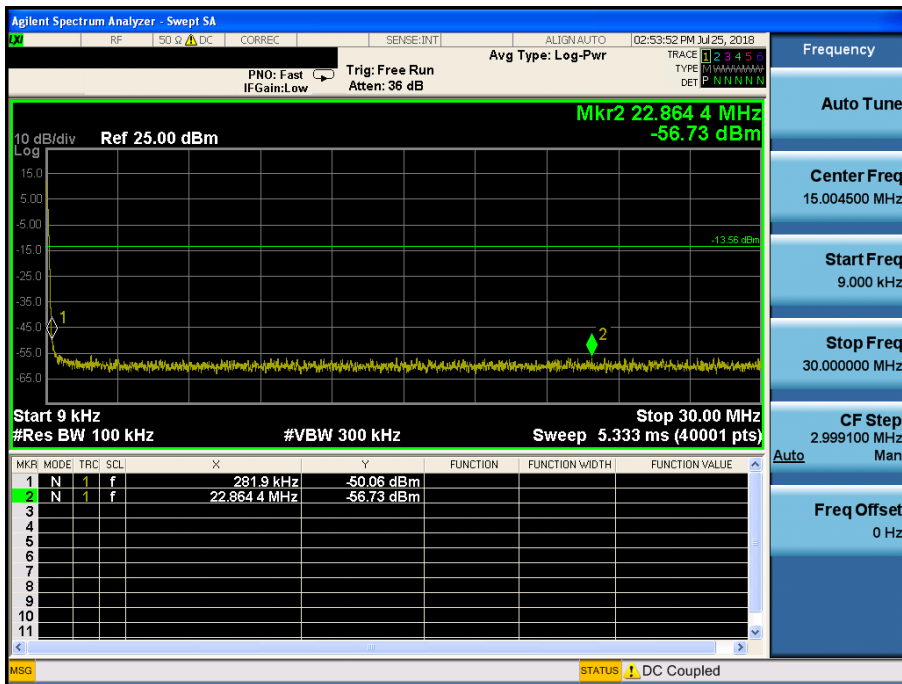 Agilent Spectrum Analyzer - Swept SA
LXI RF 50 Ω DC CORREC SENSE:INT ALIGN AUTO 02:53:52 PM Jul 25, 2018
PNO: Fast
IFGain:Low
Trig: Free Run
Atten: 36 dB
Avg Type: Log-Pwr
TRACE 1 2 3 4 5 6
TYPE M W W W W W
DET P N N N N N
Mkr2 22.864 4 MHz
-56.73 dBm
10 dB/div Ref 25.00 dBm
Log
15.0
5.00
-5.00
-15.0
-25.0
-35.0
-45.0
-55.0
-65.0
-13.56 dBm
1
2
Start 9 kHz Stop 30.00 MHz
#Res BW 100 kHz #VBW 300 kHz Sweep 5.333 ms (40001 pts)
MKR MODE TRC SCL X Y FUNCTION FUNCTION WIDTH FUNCTION VALUE
1 N 1 f 281.9 kHz -50.06 dBm
2 N 1 f 22.864 4 MHz -56.73 dBm
3
4
5
6
7
8
9
10
11
MSG STATUS DC Coupled
Frequency
Auto Tune
Center Freq
15.004500 MHz
Start Freq
9.000 kHz
Stop Freq
30.000000 MHz
CF Step
2.999100 MHz
Auto Man
Freq Offset
0 Hz